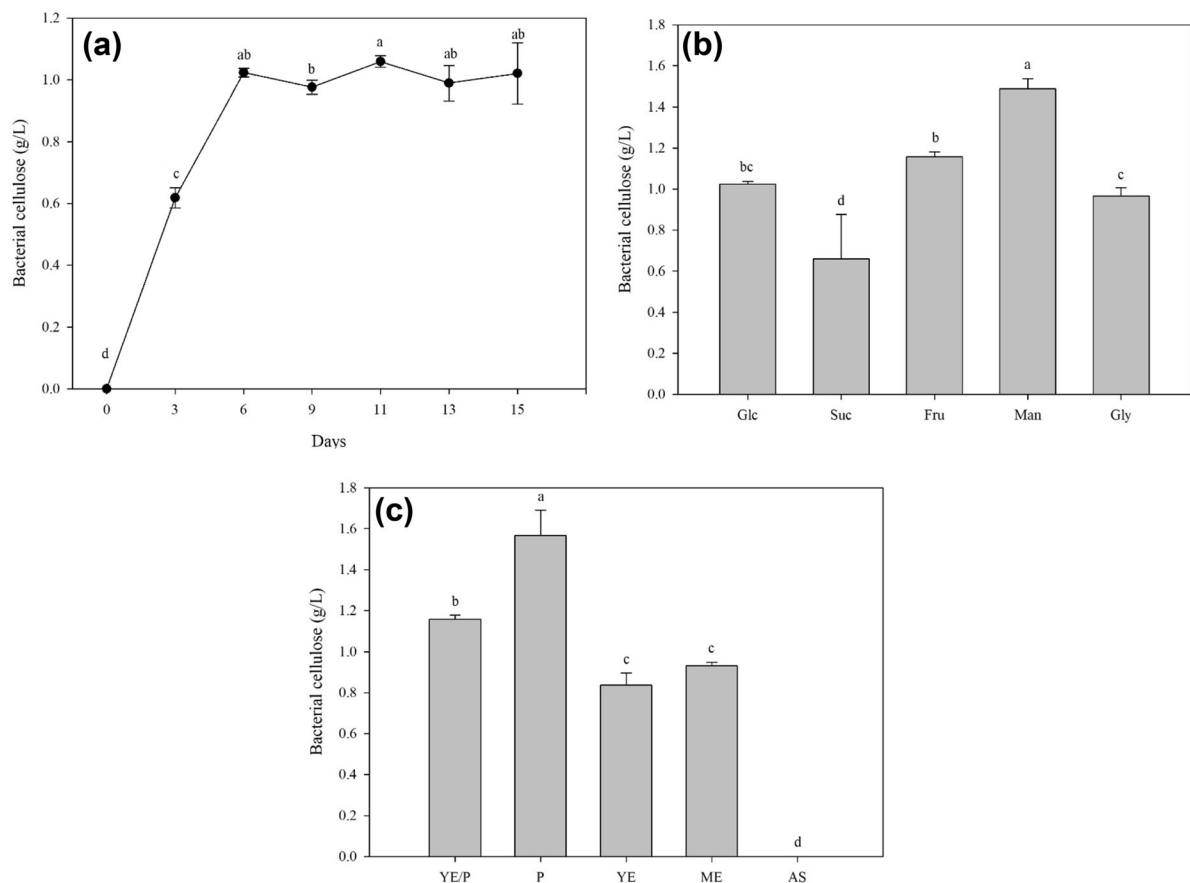 (a)
Bacterial cellulose (g/L)
1.2
1.0
0.8
0.6
0.4
0.2
0.0
d
c
ab
b
a
ab
ab
0 3 6 9 11 13 15
Days
(b)
Bacterial cellulose (g/L)
1.8
1.6
1.4
1.2
1.0
0.8
0.6
0.4
0.2
0.0
bc
d
b
a
c
Glc Suc Fru Man Gly
(c)
Bacterial cellulose (g/L)
1.8
1.6
1.4
1.2
1.0
0.8
0.6
0.4
0.2
0.0
b
a
c
c
d
YE/P P YE ME AS